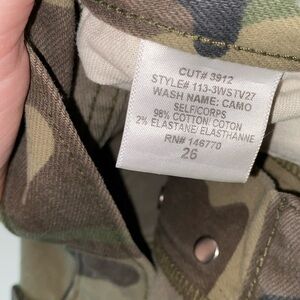 CUT# 3912
STYLE# 113-3WSTV27
WASH NAME: CAMO
SELF/CORPS
98% COTTON/ COTON
2% ELASTANE/ ELASTHANNE
RN# 146770
26